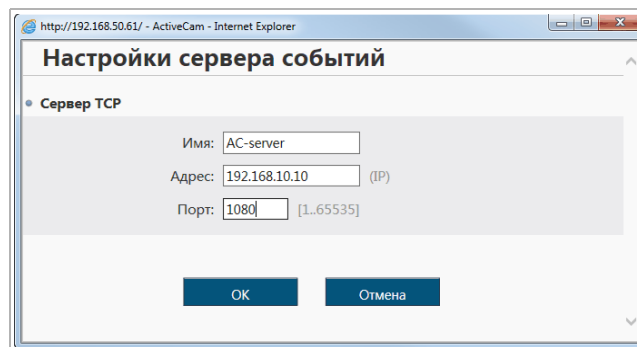 http://192.168.50.61/ - ActiveCam - Internet Explorer
Настройки сервера событий
Сервер TCP
Имя: AC-server
Адрес: 192.168.10.10 (IP)
Порт: 1080 [1..65535]
OK Отмена